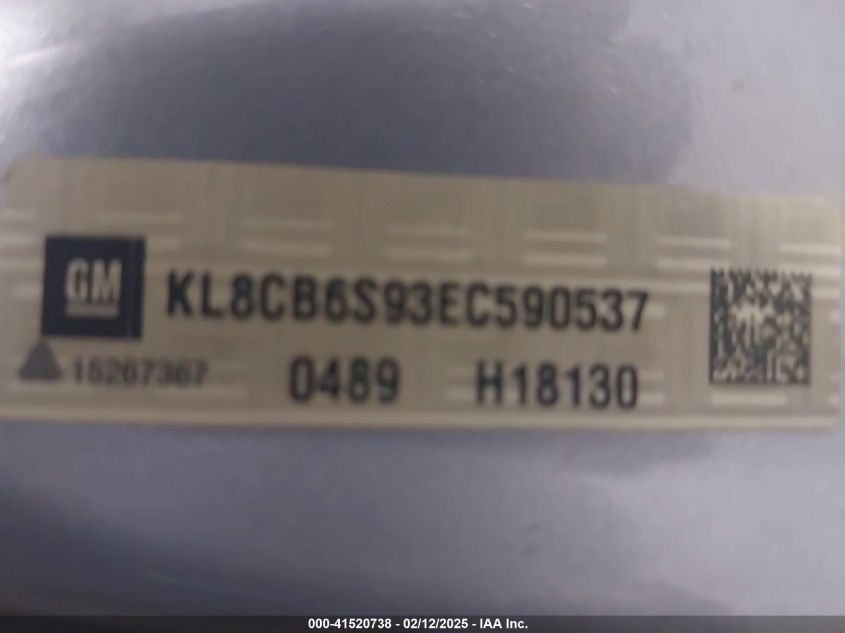 GM KL8CB6S93EC590537
15267367 0489 H18130
000-41520738 - 02/12/2025 - IAA Inc.